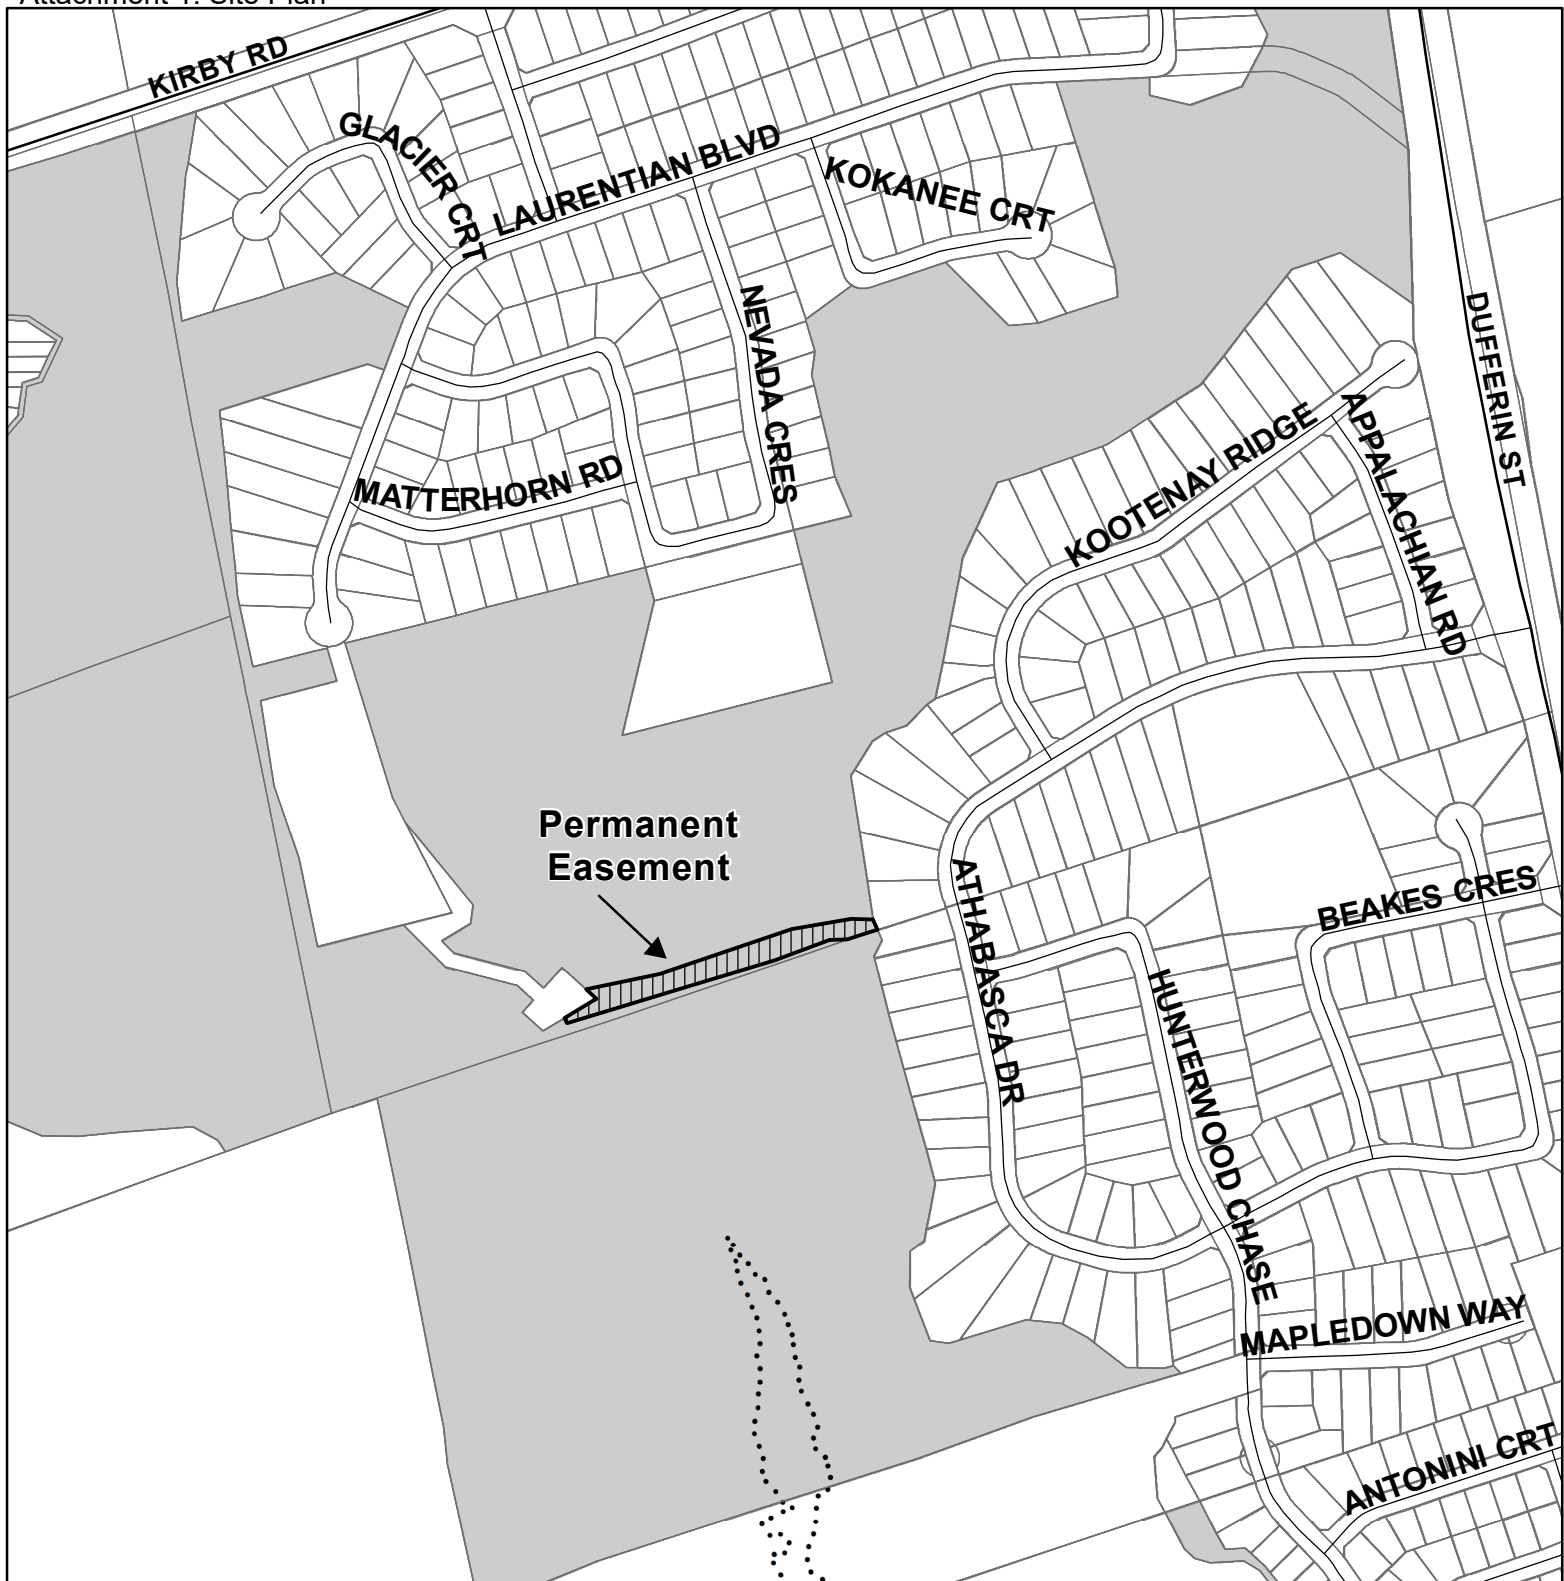 Attachment 1: Site Plan
KIRBY RD
GLACIER CRT
LAURENTIAN BLVD
KOKANEE CRT
NEVADA CRES
DUFFERIN ST
MATTERHORN RD
KOOTENAY RIDGE
APPALACHIAN RD
Permanent
Easement
ATHABASCA DR
BEAKES CRES
HUNTERWOOD CHASE
MAPLEDOWN WAY
ANTONINI CRT